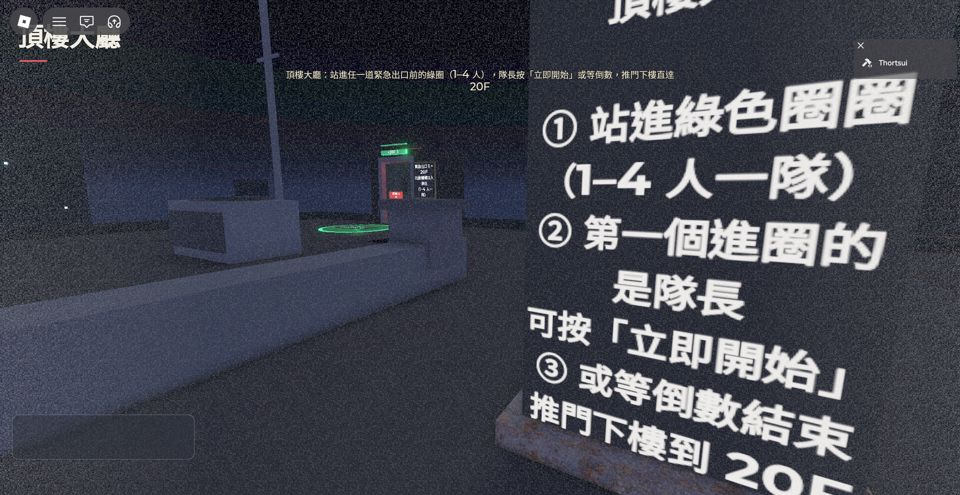 頂樓大廳
頂樓大廳：站進任一道緊急出口前的綠圈（1–4 人），隊長按「立即開始」或等倒數，推門下樓直達
20F
Thortsui
① 站進綠色圈圈
（1–4 人一隊）
② 第一個進圈的
是隊長
可按「立即開始」
③ 或等倒數結束
推門下樓到 20F